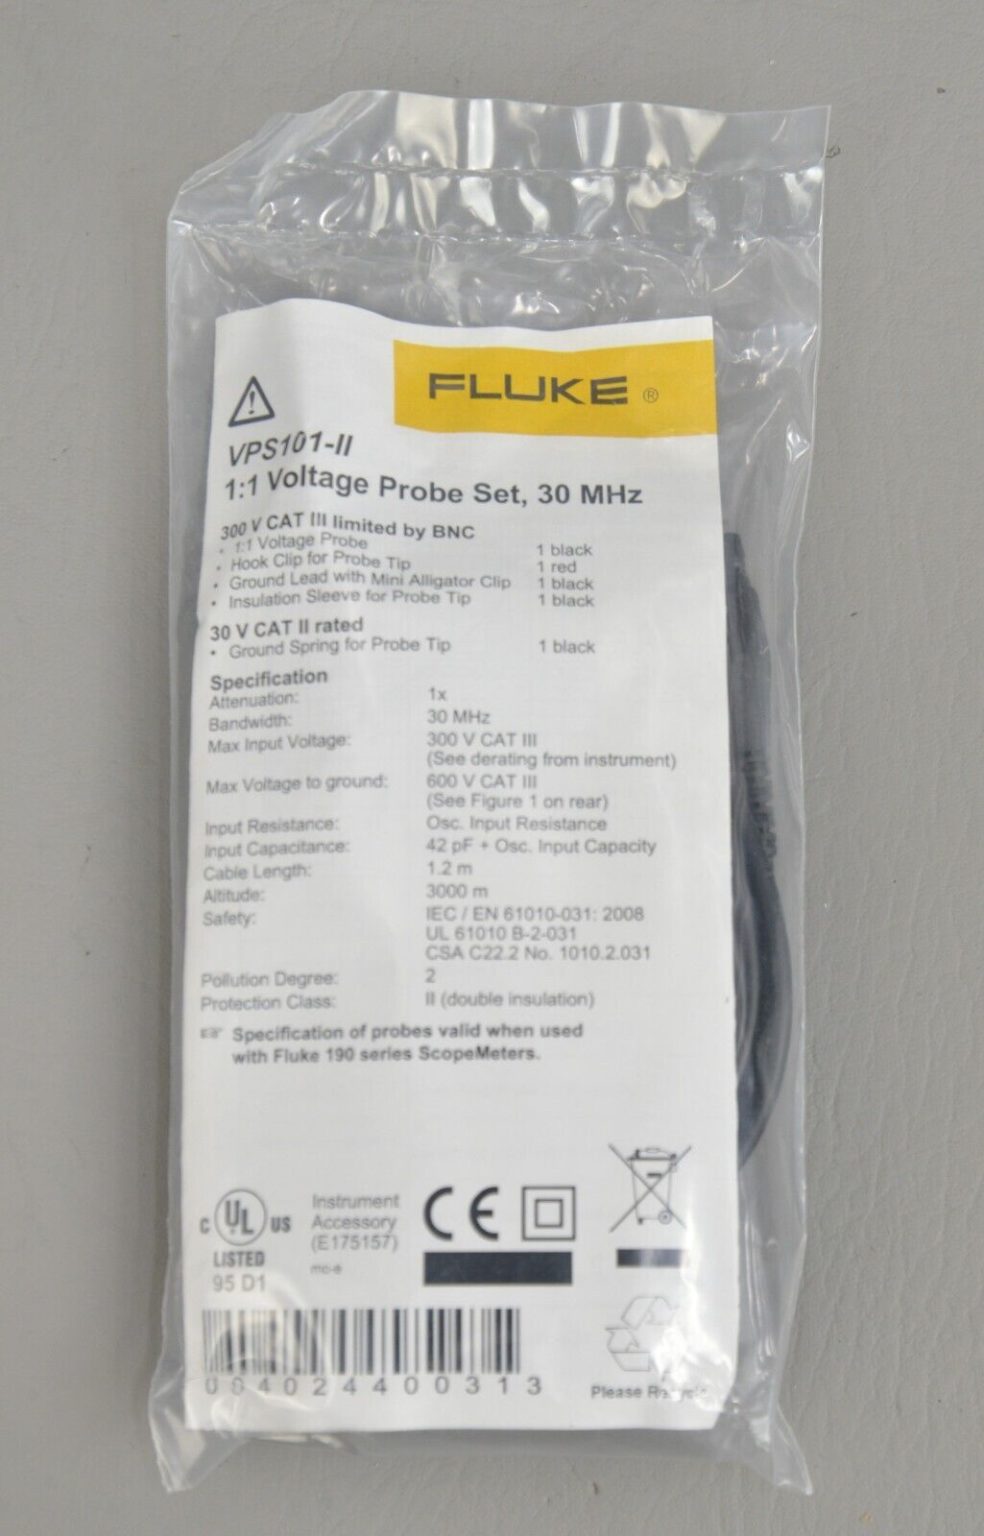 FLUKE ®
VPS101-II
1:1 Voltage Probe Set, 30 MHz
300 V CAT III limited by BNC
• 1:1 Voltage Probe 1 black
• Hook Clip for Probe Tip 1 red
• Ground Lead with Mini Alligator Clip 1 black
• Insulation Sleeve for Probe Tip 1 black
30 V CAT II rated
• Ground Spring for Probe Tip 1 black
Specification
Attenuation: 1x
Bandwidth: 30 MHz
Max Input Voltage: 300 V CAT III
(See derating from instrument)
Max Voltage to ground: 600 V CAT III
(See Figure 1 on rear)
Input Resistance: Osc. Input Resistance
Input Capacitance: 42 pF + Osc. Input Capacity
Cable Length: 1.2 m
Altitude: 3000 m
Safety: IEC / EN 61010-031: 2008
UL 61010 B-2-031
CSA C22.2 No. 1010.2.031
Pollution Degree: 2
Protection Class: II (double insulation)
☞ Specification of probes valid when used
with Fluke 190 series ScopeMeters.
C UL US
LISTED
95 D1
Instrument
Accessory
(E175157)
mc-e
CE
004024400313
Please Recycle